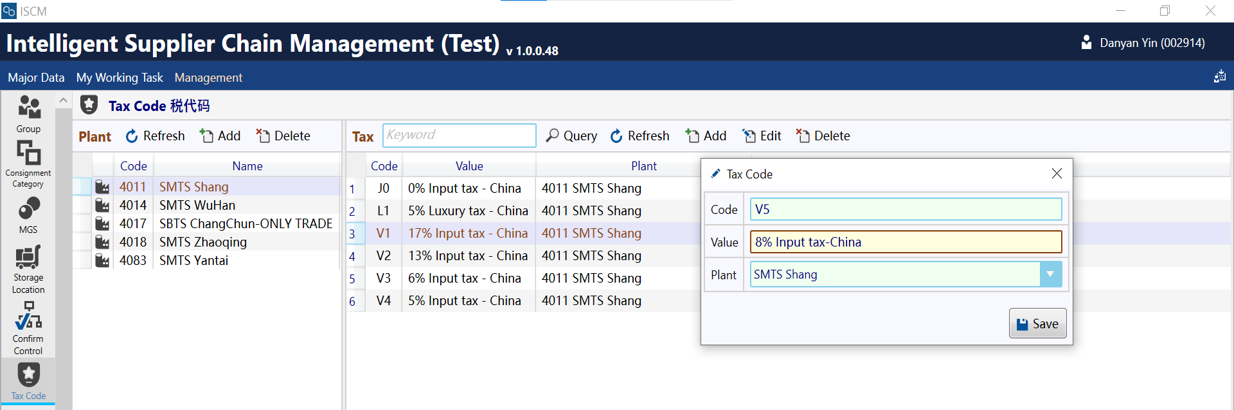 ISCM
Intelligent Supplier Chain Management (Test) v 1.0.0.48
Danyan Yin (002914)
Major Data My Working Task Management
Group
Consignment
Category
MGS
Storage
Location
Confirm
Control
Tax Code
Tax Code 税代码
Plant Refresh Add Delete
Code Name
4011 SMTS Shang
4014 SMTS WuHan
4017 SBTS ChangChun-ONLY TRADE
4018 SMTS Zhaoqing
4083 SMTS Yantai
Tax Keyword Query Refresh Add Edit Delete
Code Value Plant
1 J0 0% Input tax - China 4011 SMTS Shang
2 L1 5% Luxury tax - China 4011 SMTS Shang
3 V1 17% Input tax - China 4011 SMTS Shang
4 V2 13% Input tax - China 4011 SMTS Shang
5 V3 6% Input tax - China 4011 SMTS Shang
6 V4 5% Input tax - China 4011 SMTS Shang
Tax Code
Code V5
Value 8% Input tax-China
Plant SMTS Shang
Save